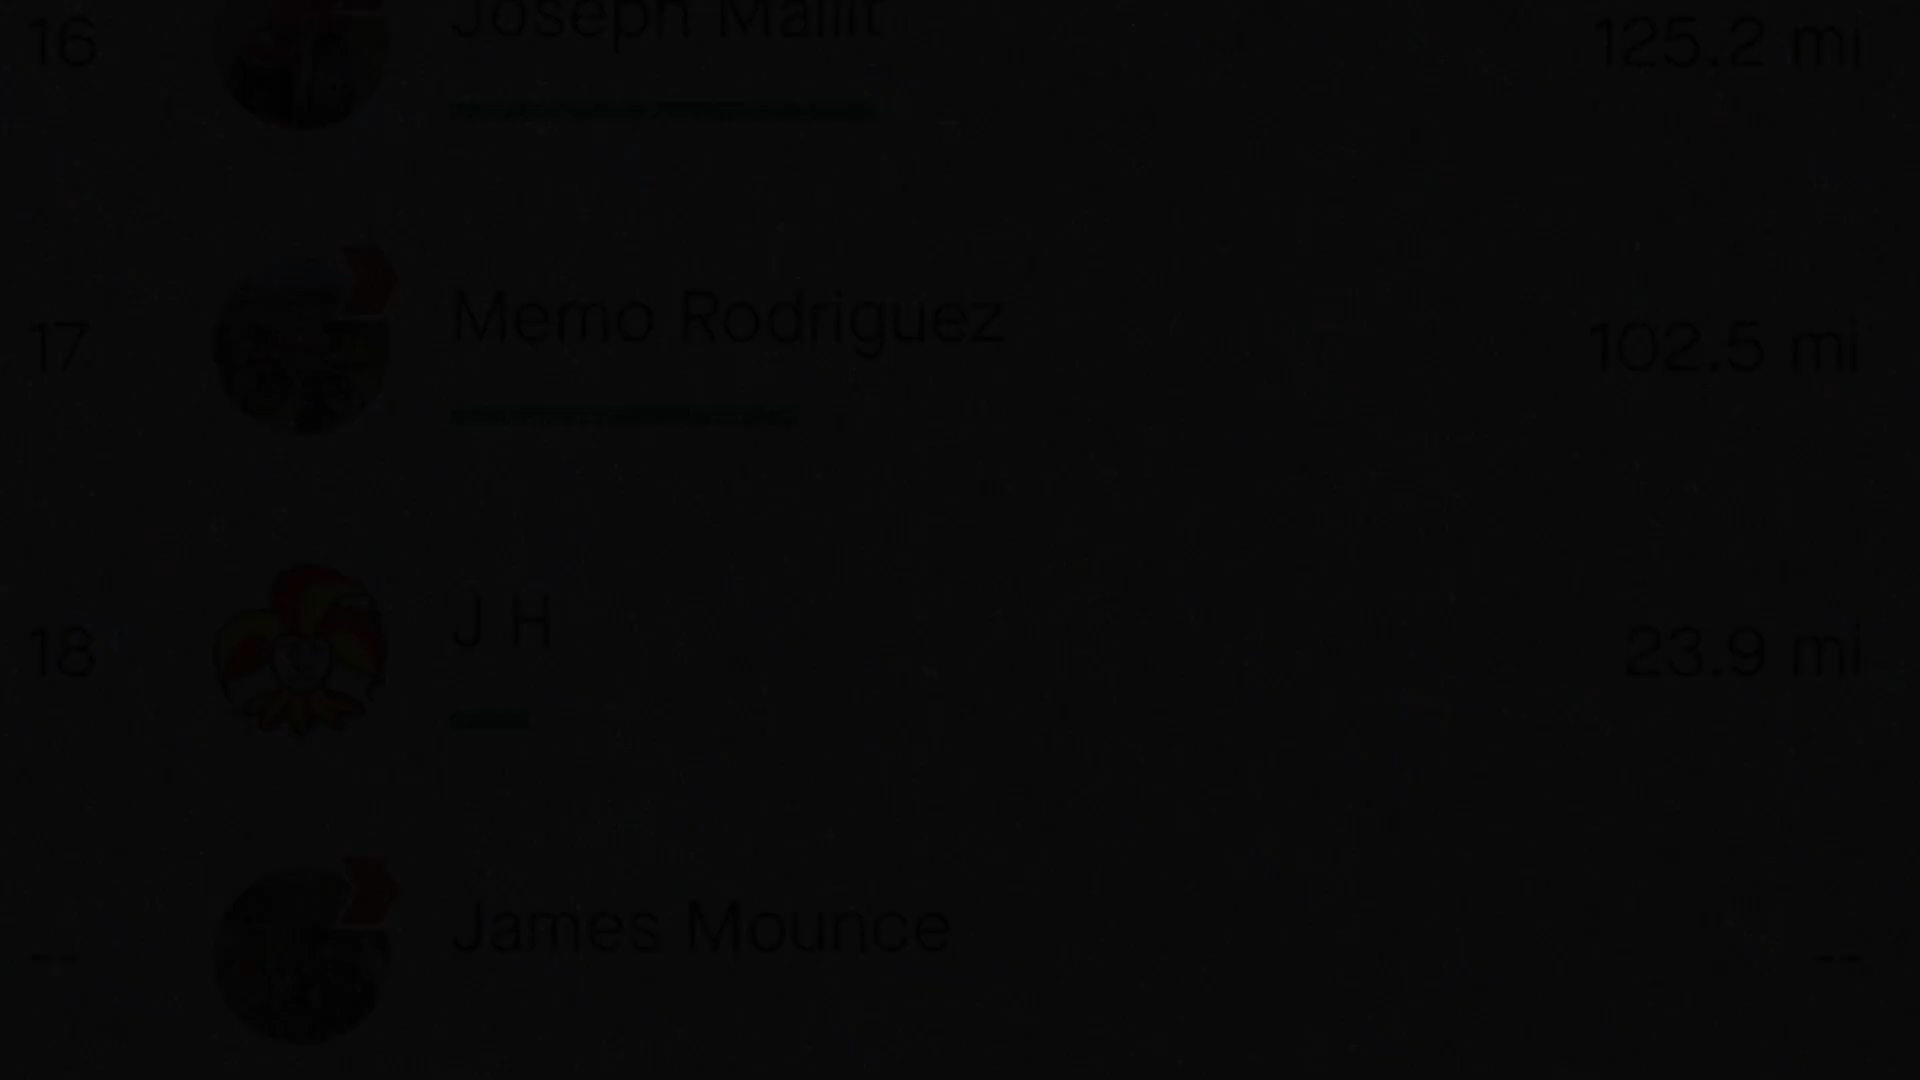 16 Joseph Mallit 125.2 mi
17 Memo Rodriguez 102.5 mi
18 J H 23.9 mi
-- James Mounce --